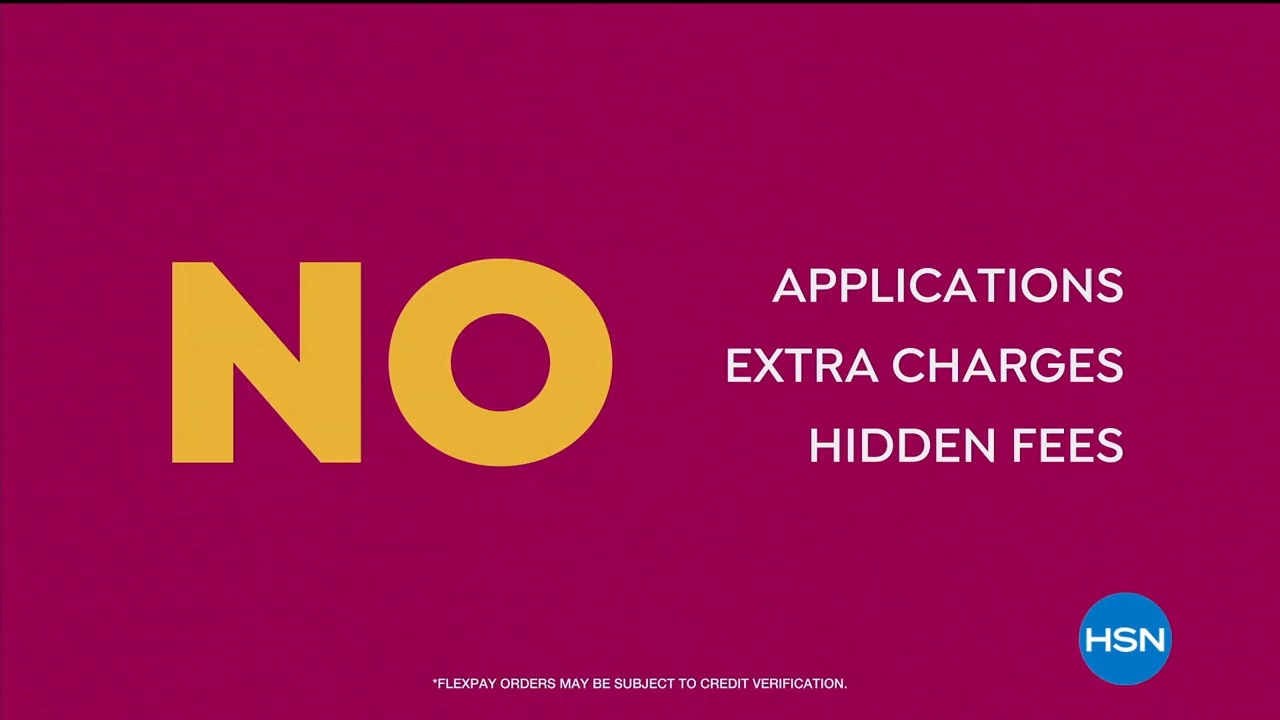 NO
APPLICATIONS
EXTRA CHARGES
HIDDEN FEES
HSN
*FLEXPAY ORDERS MAY BE SUBJECT TO CREDIT VERIFICATION.